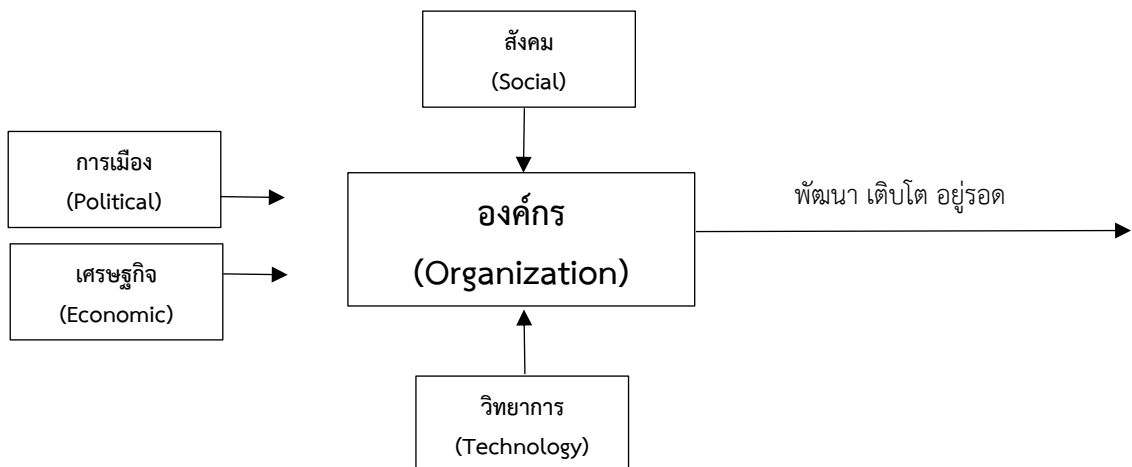 สังคม
(Social)
การเมือง
(Political)
องค์กร
(Organization)
พัฒนา เติบโต อยู่รอด
เศรษฐกิจ
(Economic)
วิทยาการ
(Technology)